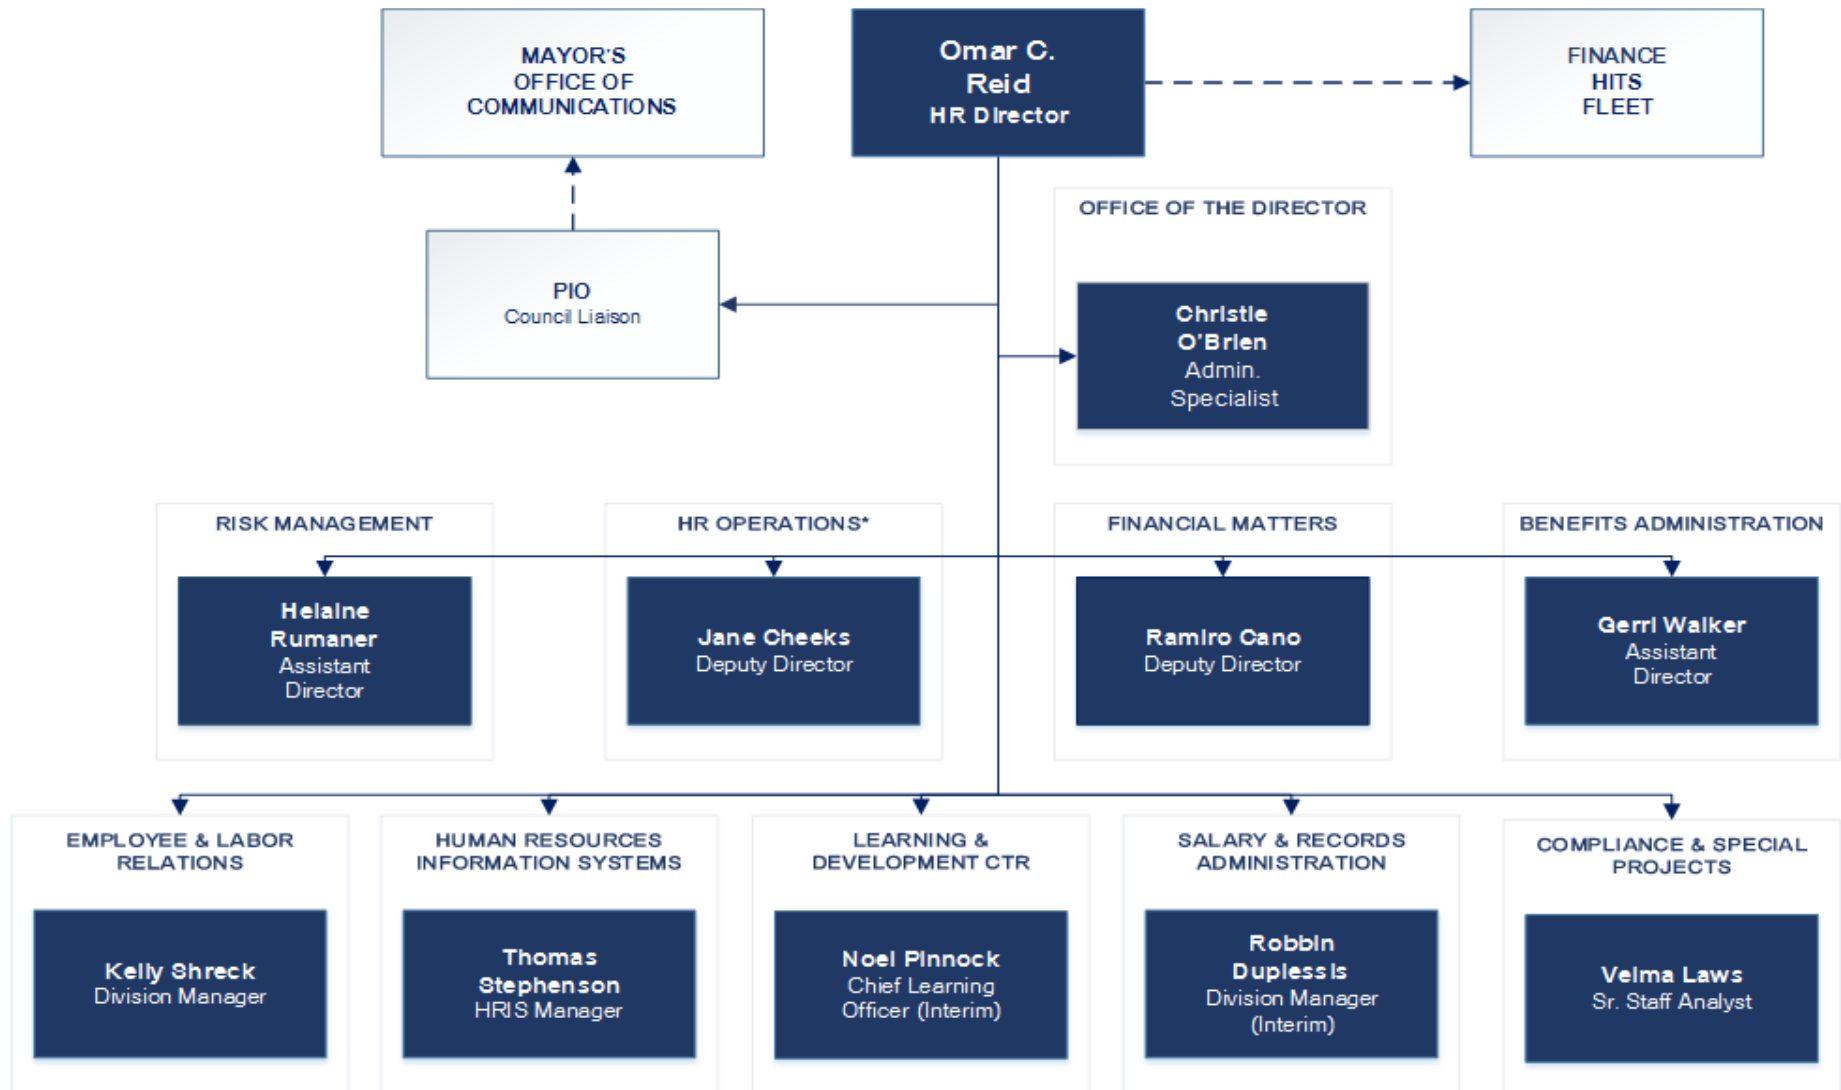 MAYOR'S
OFFICE OF
COMMUNICATIONS
Omar C.
Reid
HR Director
FINANCE
HITS
FLEET
OFFICE OF THE DIRECTOR
PIO
Council Liaison
Christie
O'Brien
Admin.
Specialist
RISK MANAGEMENT
HR OPERATIONS*
FINANCIAL MATTERS
BENEFITS ADMINISTRATION
Helaine
Rumaner
Assistant
Director
Jane Cheeks
Deputy Director
Ramiro Cano
Deputy Director
Gerri Walker
Assistant
Director
EMPLOYEE & LABOR
RELATIONS
HUMAN RESOURCES
INFORMATION SYSTEMS
LEARNING &
DEVELOPMENT CTR
SALARY & RECORDS
ADMINISTRATION
COMPLIANCE & SPECIAL
PROJECTS
Kelly Shreck
Division Manager
Thomas
Stephenson
HRIS Manager
Noel Pinnock
Chief Learning
Officer (Interim)
Robbin
Duplessis
Division Manager
(Interim)
Velma Laws
Sr. Staff Analyst